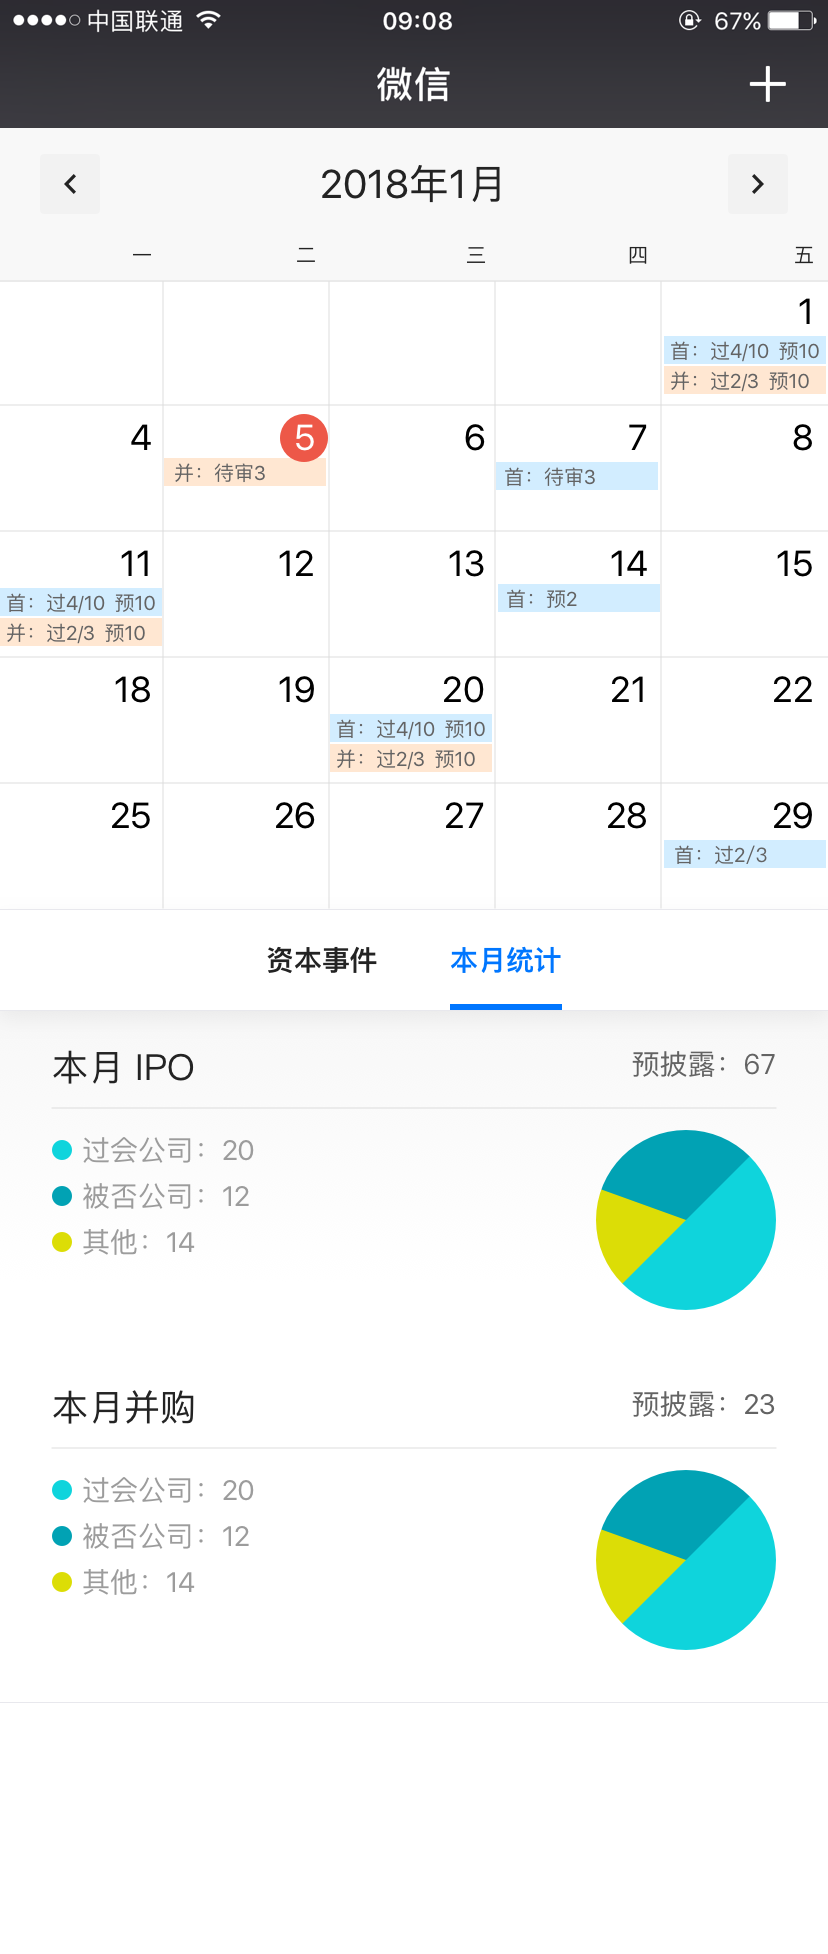 中国联通 09:08 67%
微信
2018年1月
一 二 三 四 五
1
首：过4/10 预10
并：过2/3 预10
4 5 6 7 8
并：待审3 首：待审3
11 12 13 14 15
首：过4/10 预10 首：预2
并：过2/3 预10
18 19 20 21 22
首：过4/10 预10
并：过2/3 预10
25 26 27 28 29
首：过2/3
资本事件 本月统计
本月 IPO 预披露：67
过会公司：20
被否公司：12
其他：14
本月并购 预披露：23
过会公司：20
被否公司：12
其他：14